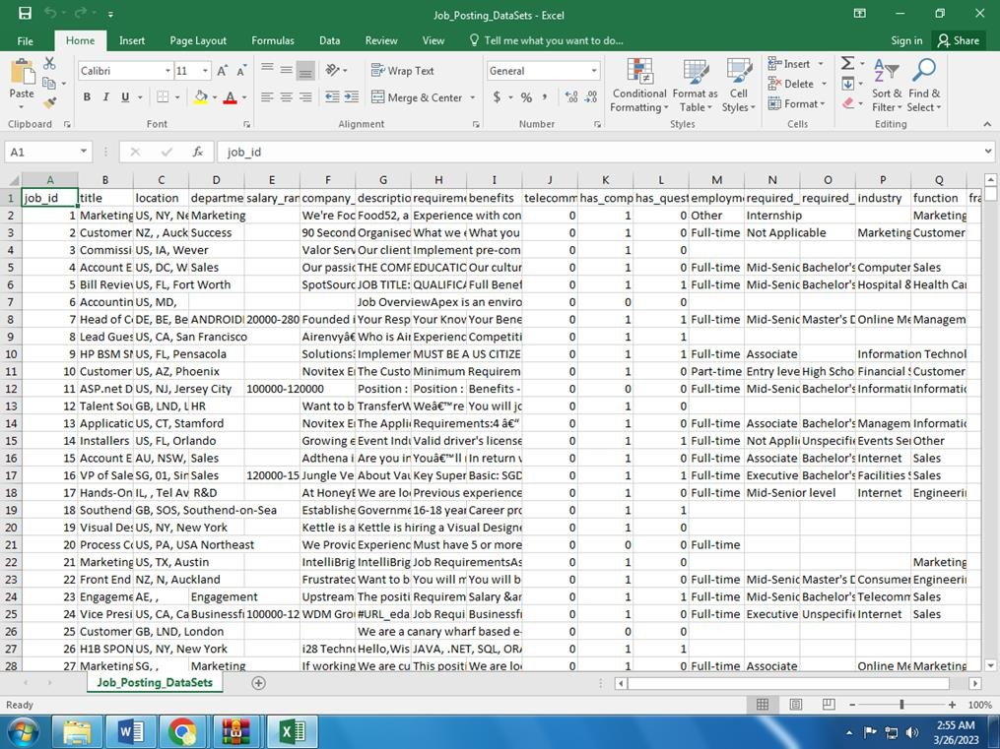 Job_Posting_DataSets - Excel
File Home Insert Page Layout Formulas Data Review View Tell me what you want to do... Sign in Share
Paste Calibri 11 Wrap Text General Conditional Formatting Format as Table Cell Styles Insert Sort & Filter Find & Select
B I U Merge & Center $ % , Delete Format
Clipboard Font Alignment Number Styles Cells Editing
A1 fx job_id
A B C D E F G H I J K L M N O P Q
1 job_id title location departme salary_ran company_ descriptio requireme benefits telecomm has_comp has_quest employme required_ required_ industry function fra
2 1 Marketing US, NY, Ne Marketing We're Foc Food52, a Experience with con 0 1 0 Other Internship Marketing
3 2 Customer NZ, , Auck Success 90 Second Organised What we e What you 0 1 0 Full-time Not Applicable Marketing Customer
4 3 Commissi US, IA, Wever Valor Serv Our client Implement pre-com 0 1 0
5 4 Account E US, DC, W Sales Our passic THE COMP EDUCATIO Our cultur 0 1 0 Full-time Mid-Senic Bachelor's Computer Sales
6 5 Bill Review US, FL, Fort Worth SpotSourc JOB TITLE: QUALIFICA Full Benef 0 1 1 Full-time Mid-Senic Bachelor's Hospital & Health Car
7 6 Accountin US, MD, Job OverviewApex is an enviro 0 0 0
8 7 Head of Co DE, BE, Be ANDROIDI 20000-280 Founded i Your Resp Your Know Your Bene 0 1 1 Full-time Mid-Senic Master's D Online Me Managem
9 8 Lead Gues US, CA, San Francisco Airenvyâ€ Who is Air Experience Competiti 0 1 1
10 9 HP BSM SM US, FL, Pensacola Solutions3 Implemen MUST BE A US CITIZE 0 1 1 Full-time Associate Information Technol
11 10 Customer US, AZ, Phoenix Novitex En The Custo Minimum Requirem 0 1 0 Part-time Entry leve High Scho Financial S Customer
12 11 ASP.net D US, NJ, Jersey City 100000-120000 Position : Position : Benefits - 0 0 0 Full-time Mid-Senic Bachelor's Informatic Informatic
13 12 Talent Sou GB, LND, L HR Want to b TransferW Weâ€™re You will jo 0 1 0
14 13 Applicatio US, CT, Stamford Novitex En The Applic Requirements:4 â€“ 0 1 0 Full-time Associate Bachelor's Managem Informatic
15 14 Installers US, FL, Orlando Growing e Event Indu Valid driver's license 0 1 1 Full-time Not Applic Unspecifie Events Ser Other
16 15 Account E AU, NSW, Sales Adthena i Are you in Youâ€™ll In return v 0 1 0 Full-time Associate Bachelor's Internet Sales
17 16 VP of Sale SG, 01, Sin Sales 120000-15 Jungle Ve About Vau Key Super Basic: SGD 0 1 1 Full-time Executive Bachelor's Facilities S Sales
18 17 Hands-On IL, , Tel Av R&D At HoneyB We are lo Previous experience 0 1 0 Full-time Mid-Senior level Internet Engineeri
19 18 Southend- GB, SOS, Southend-on-Sea Establishe Governme 16-18 year Career pro 0 1 1
20 19 Visual Des US, NY, New York Kettle is a Kettle is hiring a Visual Designe 0 1 0
21 20 Process Co US, PA, USA Northeast We Provid Experienc Must have 5 or more 0 0 0 Full-time
22 21 Marketing US, TX, Austin IntelliBrig IntelliBrig Job RequirementsAs 0 1 0 Marketing
23 22 Front End NZ, N, Auckland Frustrated Want to b You will m You will b 0 1 1 Full-time Mid-Senic Master's D Consumer Engineeri
24 23 Engageme AE, , Engagement Upstream The positi Requirem Salary &ar 0 1 1 Full-time Mid-Senic Bachelor's Telecomm Sales
25 24 Vice Presi US, CA, Ca Businessfr 100000-12 WDM Grou #URL_eda Job Requi Businessfr 0 1 1 Full-time Executive Unspecifie Internet Sales
26 25 Customer GB, LND, London We are a canary wharf based e- 0 0 0
27 26 H1B SPON US, NY, New York i28 Techno Hello,Wis JAVA, .NET, SQL, ORA 0 1 1
28 27 Marketing SG, , Marketing If working We are cu This positi We are lo 0 1 0 Full-time Associate Online Me Marketing
Job_Posting_DataSets
Ready 100%
2:55 AM
3/26/2023